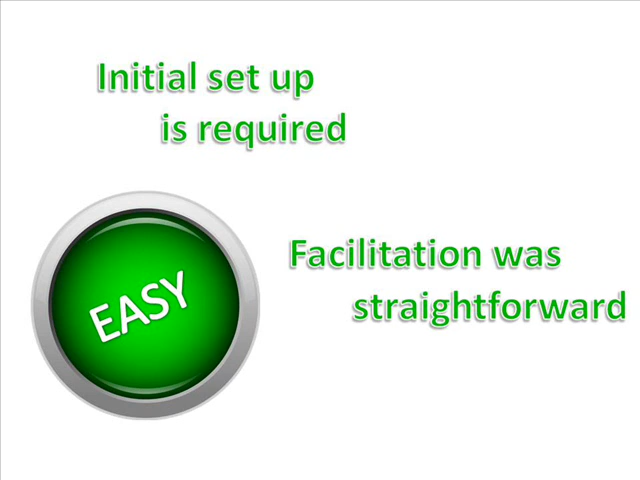 Initial set up
is required
Facilitation was
straightforward
EASY